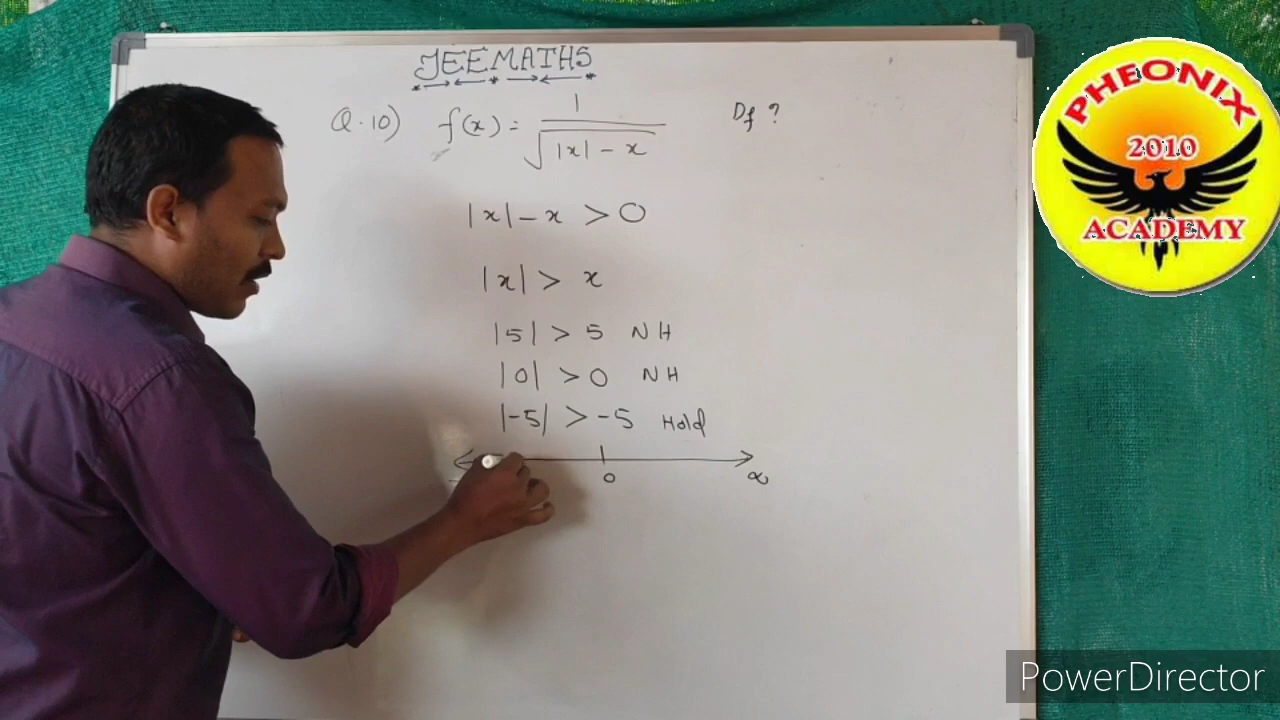 JEEMATHS
Q.10) f(x) = 1 / √(|x| - x) Df ?
|x| - x > 0
|x| > x
|5| > 5 NH
|0| > 0 NH
|-5| > -5 Hold
0 ∞
PHEONIX
2010
ACADEMY
PowerDirector